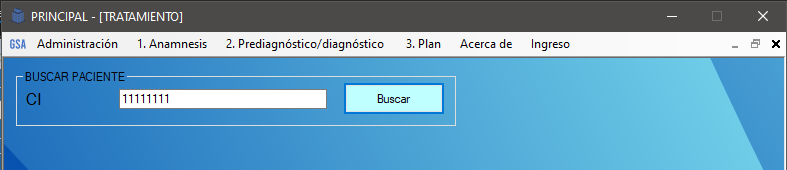 PRINCIPAL - [TRATAMIENTO]
GSA Administración 1. Anamnesis 2. Prediagnóstico/diagnóstico 3. Plan Acerca de Ingreso
BUSCAR PACIENTE
CI 11111111 Buscar